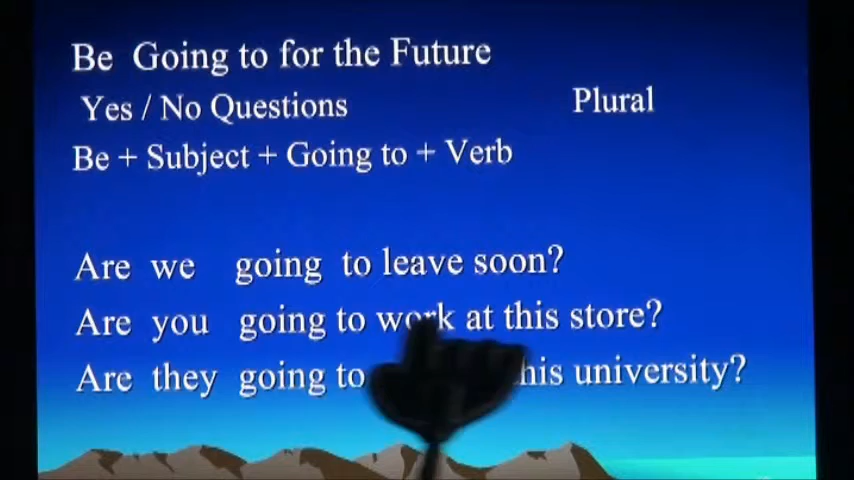 Be Going to for the Future
Yes / No Questions Plural
Be + Subject + Going to + Verb
Are we going to leave soon?
Are you going to work at this store?
Are they going to his university?